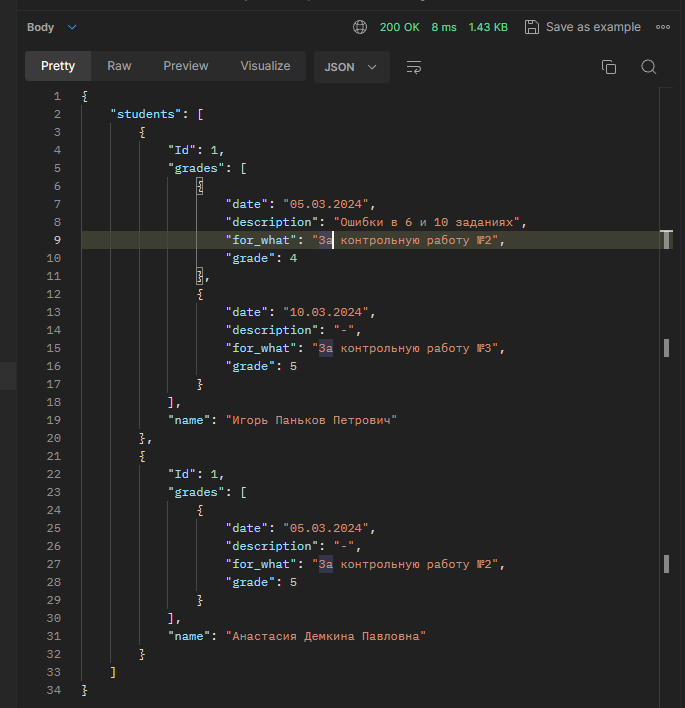 Body 200 OK 8 ms 1.43 KB Save as example
Pretty Raw Preview Visualize JSON
1 {
2 "students": [
3 {
4 "Id": 1,
5 "grades": [
6 {
7 "date": "05.03.2024",
8 "description": "Ошибки в 6 и 10 заданиях",
9 "for_what": "За контрольную работу №2",
10 "grade": 4
11 },
12 {
13 "date": "10.03.2024",
14 "description": "-",
15 "for_what": "За контрольную работу №3",
16 "grade": 5
17 }
18 ],
19 "name": "Игорь Паньков Петрович"
20 },
21 {
22 "Id": 1,
23 "grades": [
24 {
25 "date": "05.03.2024",
26 "description": "-",
27 "for_what": "За контрольную работу №2",
28 "grade": 5
29 }
30 ],
31 "name": "Анастасия Демкина Павловна"
32 }
33 ]
34 }